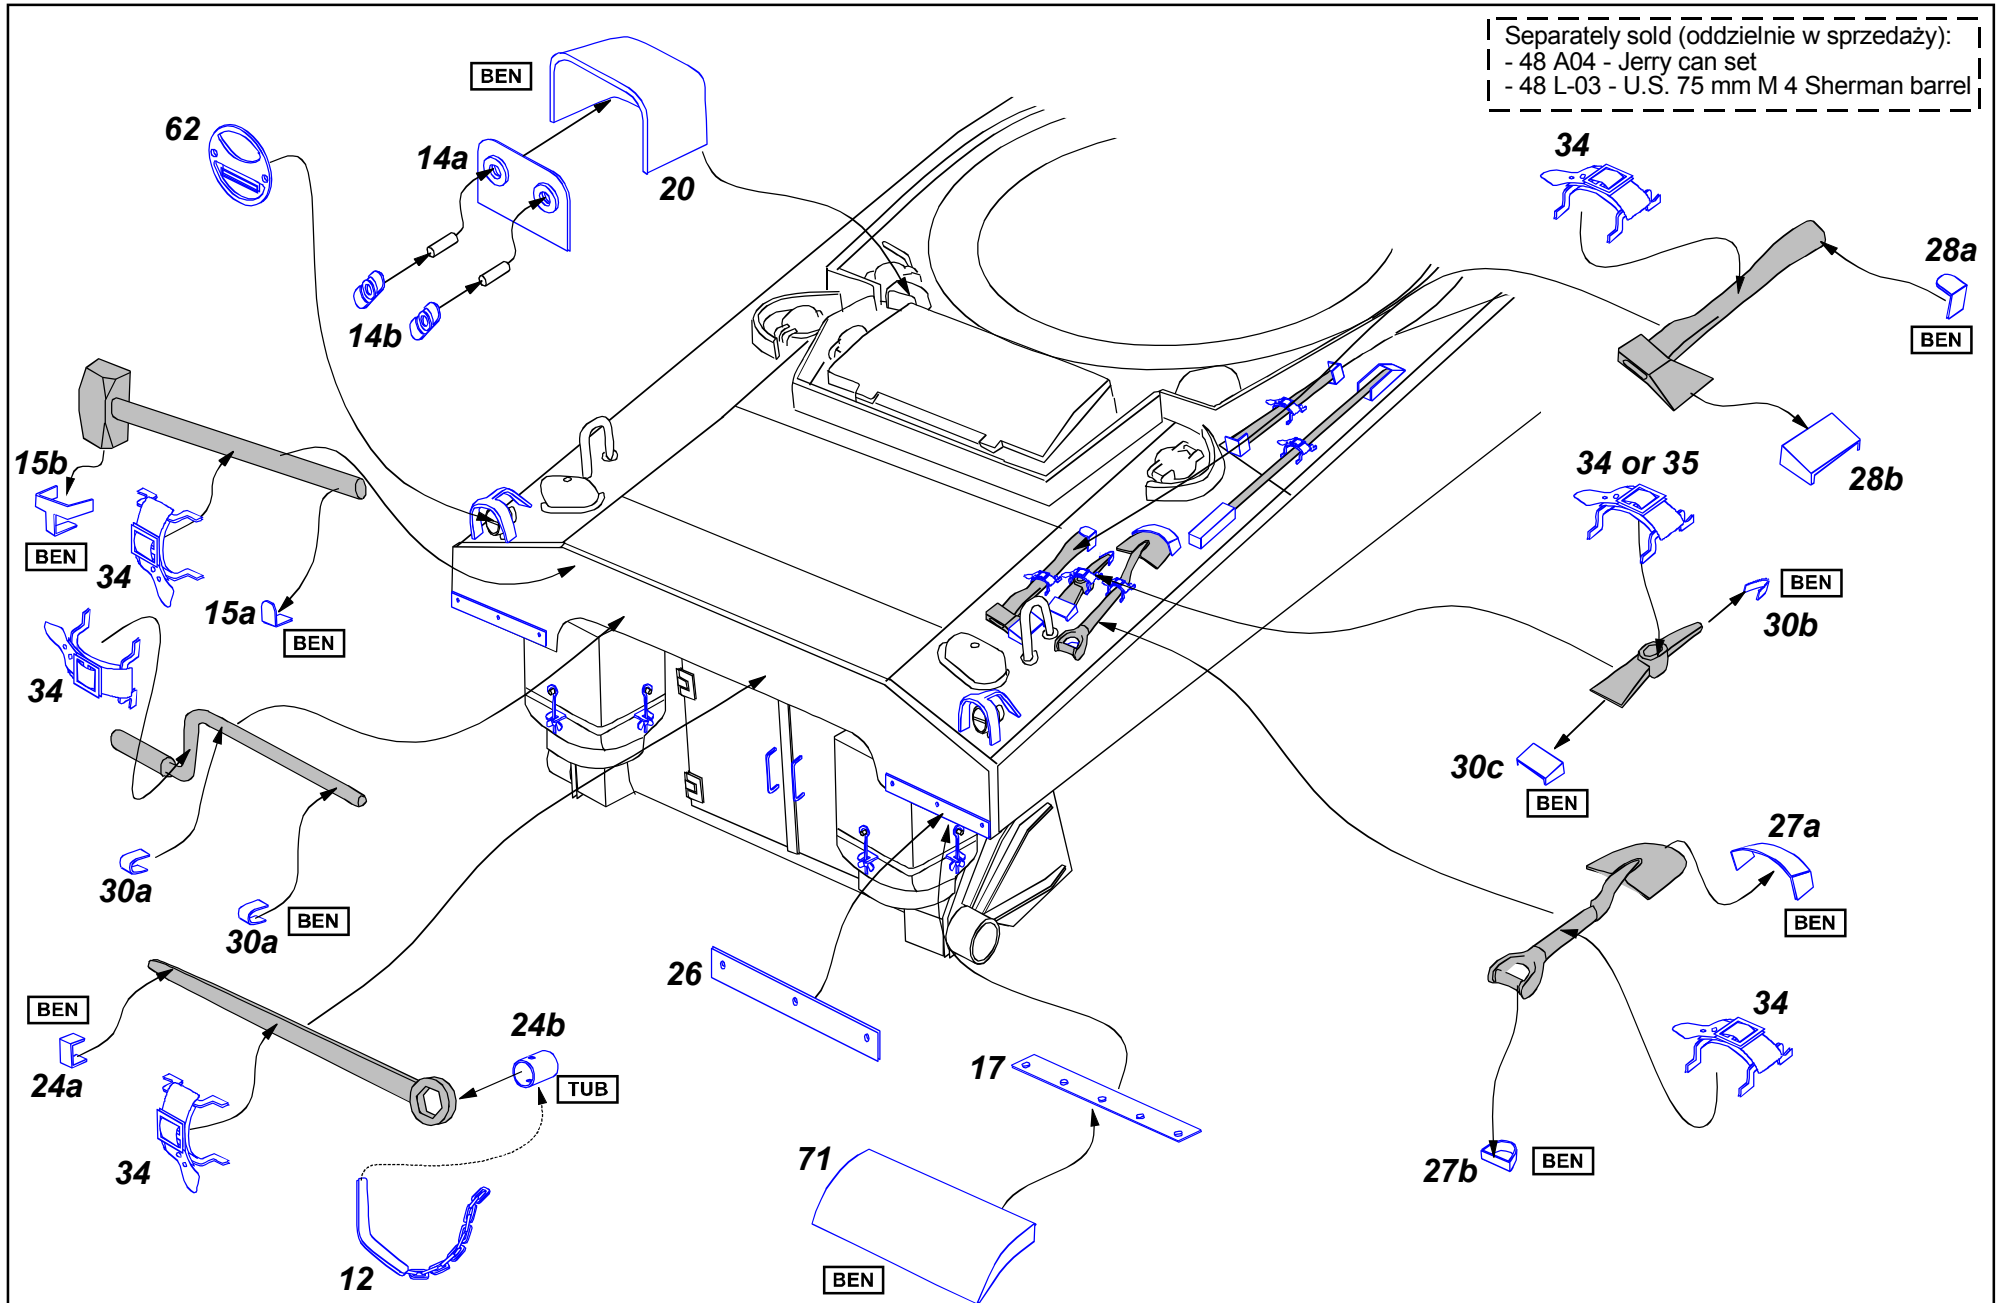 Separately sold (oddzielnie w sprzedaży):
- 48 A04 - Jerry can set
- 48 L-03 - U.S. 75 mm M 4 Sherman barrel
BEN
62
14a
20
14b
34
28a
BEN
28b
34 or 35
15b
BEN
34
15a
BEN
34
BEN
30b
30c
BEN
30a
30a
BEN
27a
BEN
26
BEN
24a
24b
TUB
34
17
34
71
27b
BEN
12
BEN